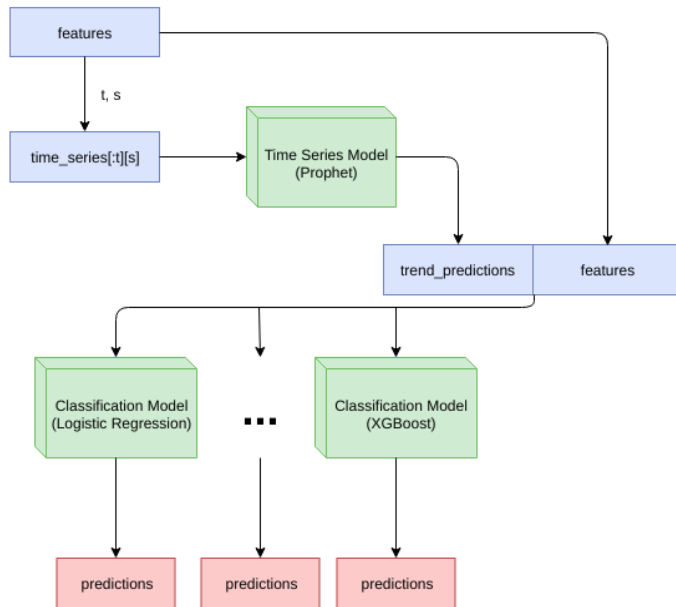 features
t, s
time_series[:t][s]
Time Series Model
(Prophet)
trend_predictions
features
Classification Model
(Logistic Regression)
...
Classification Model
(XGBoost)
predictions
predictions
predictions